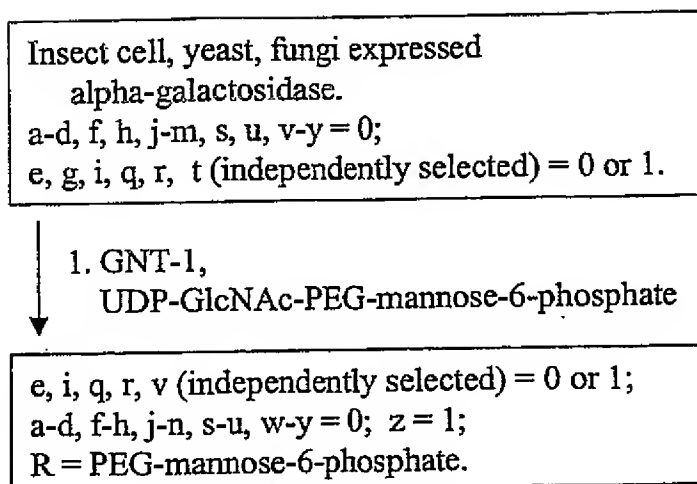 Insect cell, yeast, fungi expressed
alpha-galactosidase.
a-d, f, h, j-m, s, u, v-y = 0;
e, g, i, q, r, t (independently selected) = 0 or 1.
1. GNT-1,
UDP-GlcNAc-PEG-mannose-6-phosphate
e, i, q, r, v (independently selected) = 0 or 1;
a-d, f-h, j-n, s-u, w-y = 0; z = 1;
R = PEG-mannose-6-phosphate.